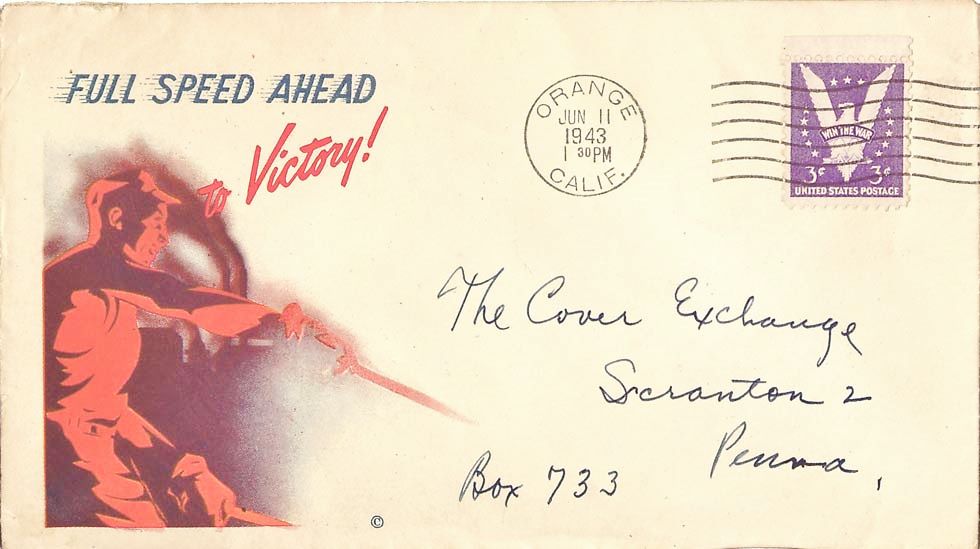 FULL SPEED AHEAD
to Victory!
ORANGE
JUN 11
1943
1 30 PM
CALIF.
WIN THE WAR
3¢ 3¢
UNITED STATES POSTAGE
The Cover Exchange
Scranton 2
Penna,
Box 733
©